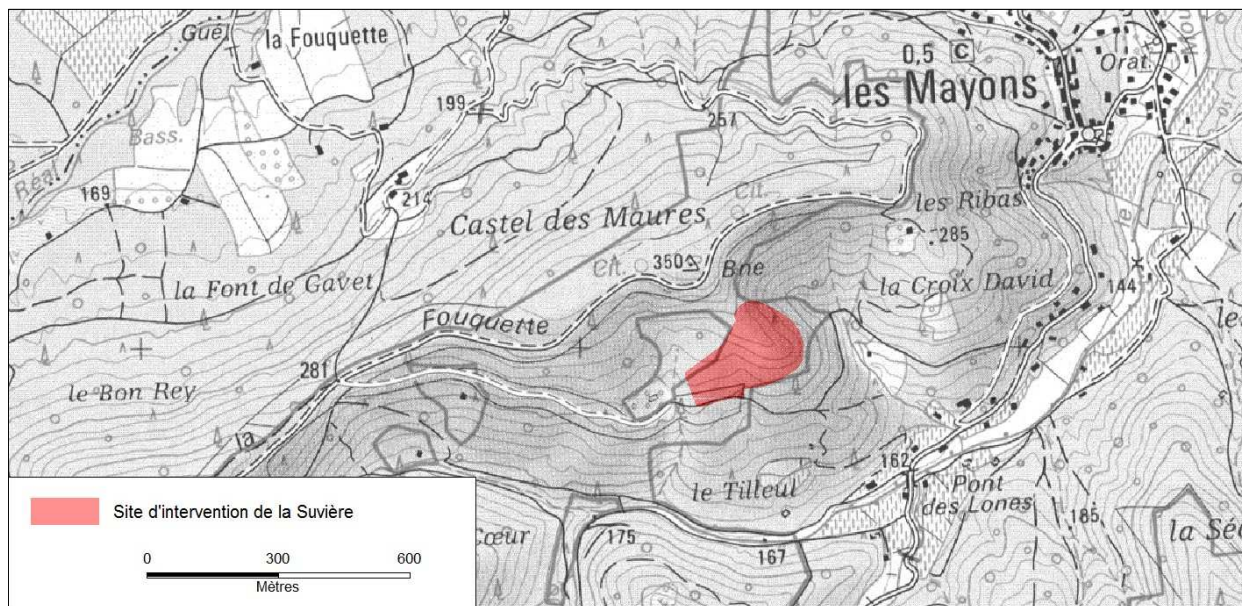 Gué
la Fouquette
199
0,5 C
Orat.
les Mayons
257
Bass.
Réal
169
214
Castel des Maures
Cit.
les Ribas
285
350
Bne
Cit.
la Font de Gavet
la Croix David
144
Fouquette
281
le Bon Rey
la
162
le Tilleul
Pont
des Lones
185
175
167
Cœur
la Sé
Site d'intervention de la Suvière
0 300 600
Mètres